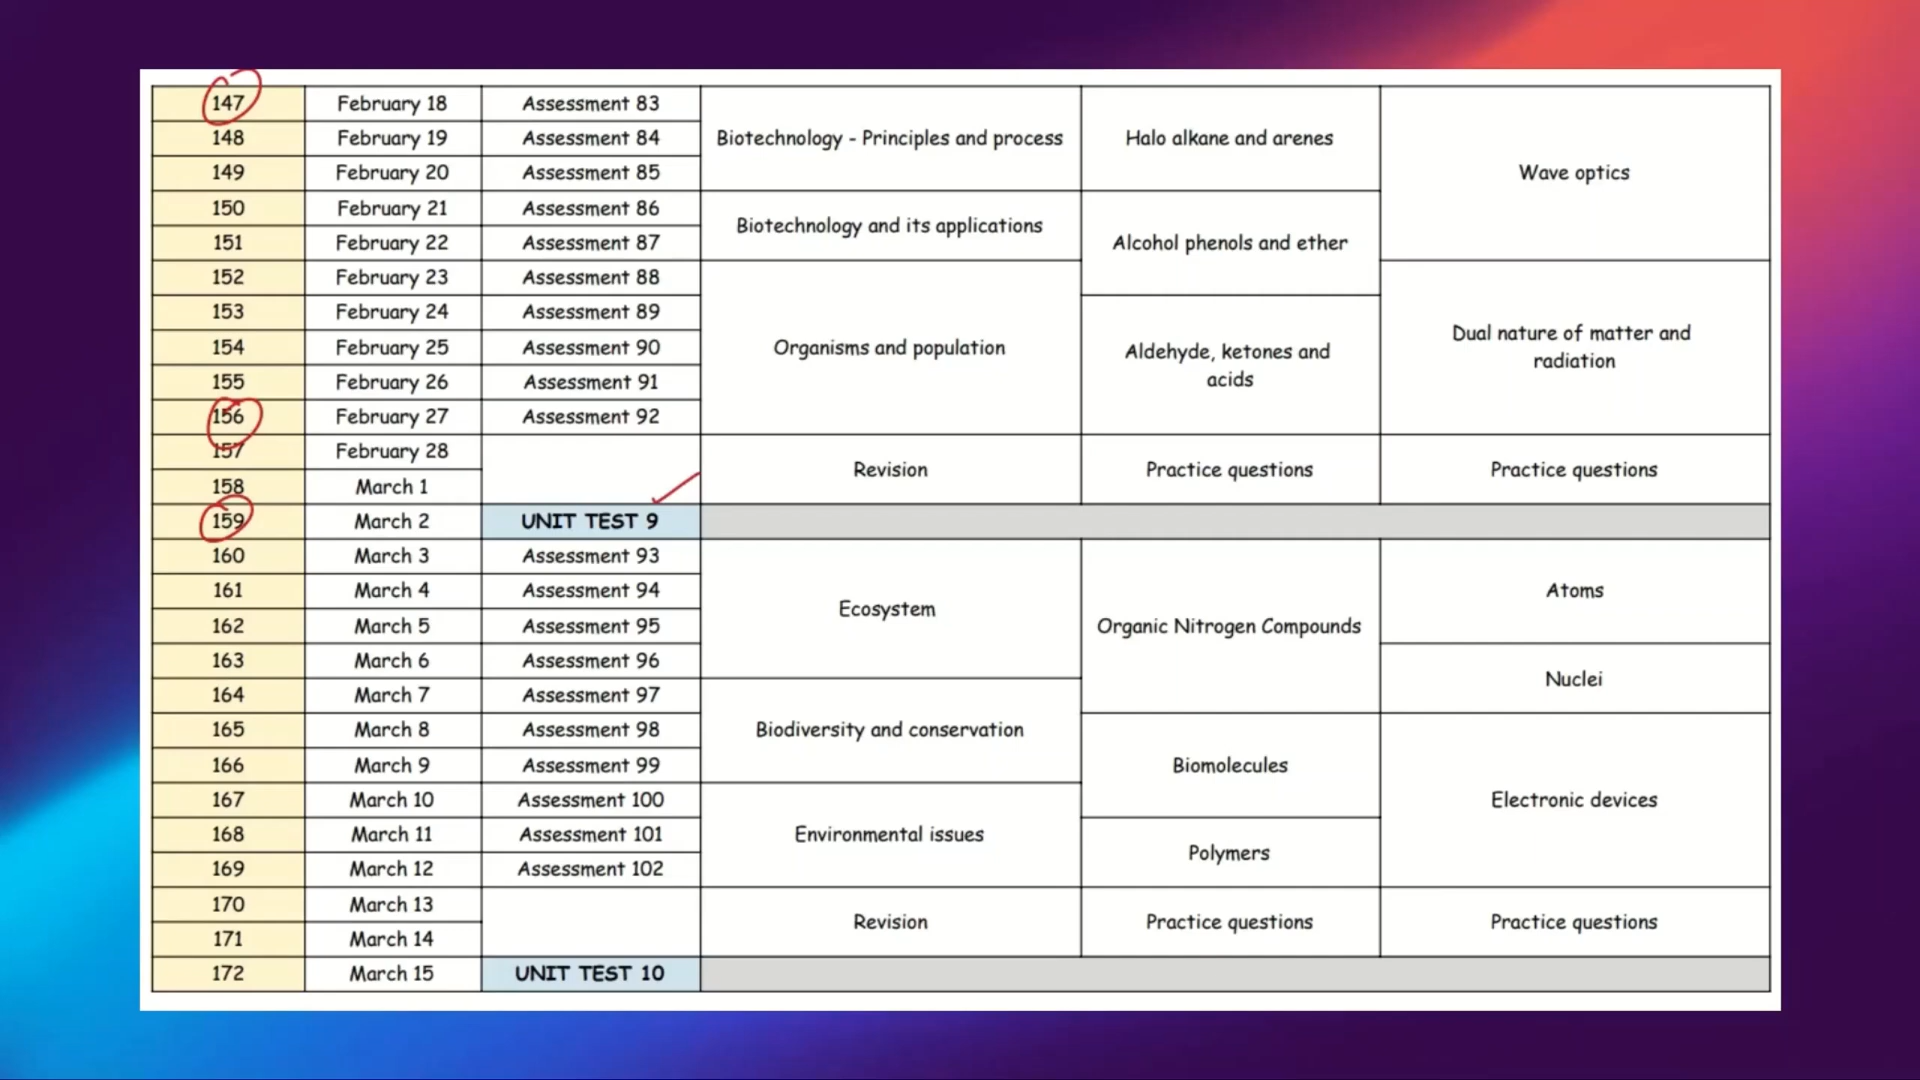 147 February 18 Assessment 83
148 February 19 Assessment 84 Biotechnology - Principles and process Halo alkane and arenes
149 February 20 Assessment 85 Wave optics
150 February 21 Assessment 86 Biotechnology and its applications
151 February 22 Assessment 87 Alcohol phenols and ether
152 February 23 Assessment 88
153 February 24 Assessment 89 Dual nature of matter and
154 February 25 Assessment 90 Organisms and population Aldehyde, ketones and radiation
155 February 26 Assessment 91 acids
156 February 27 Assessment 92
157 February 28 Revision Practice questions Practice questions
158 March 1
159 March 2 UNIT TEST 9
160 March 3 Assessment 93
161 March 4 Assessment 94 Ecosystem Atoms
162 March 5 Assessment 95 Organic Nitrogen Compounds
163 March 6 Assessment 96 Nuclei
164 March 7 Assessment 97
165 March 8 Assessment 98 Biodiversity and conservation
166 March 9 Assessment 99 Biomolecules
167 March 10 Assessment 100 Electronic devices
168 March 11 Assessment 101 Environmental issues Polymers
169 March 12 Assessment 102
170 March 13 Revision Practice questions Practice questions
171 March 14
172 March 15 UNIT TEST 10